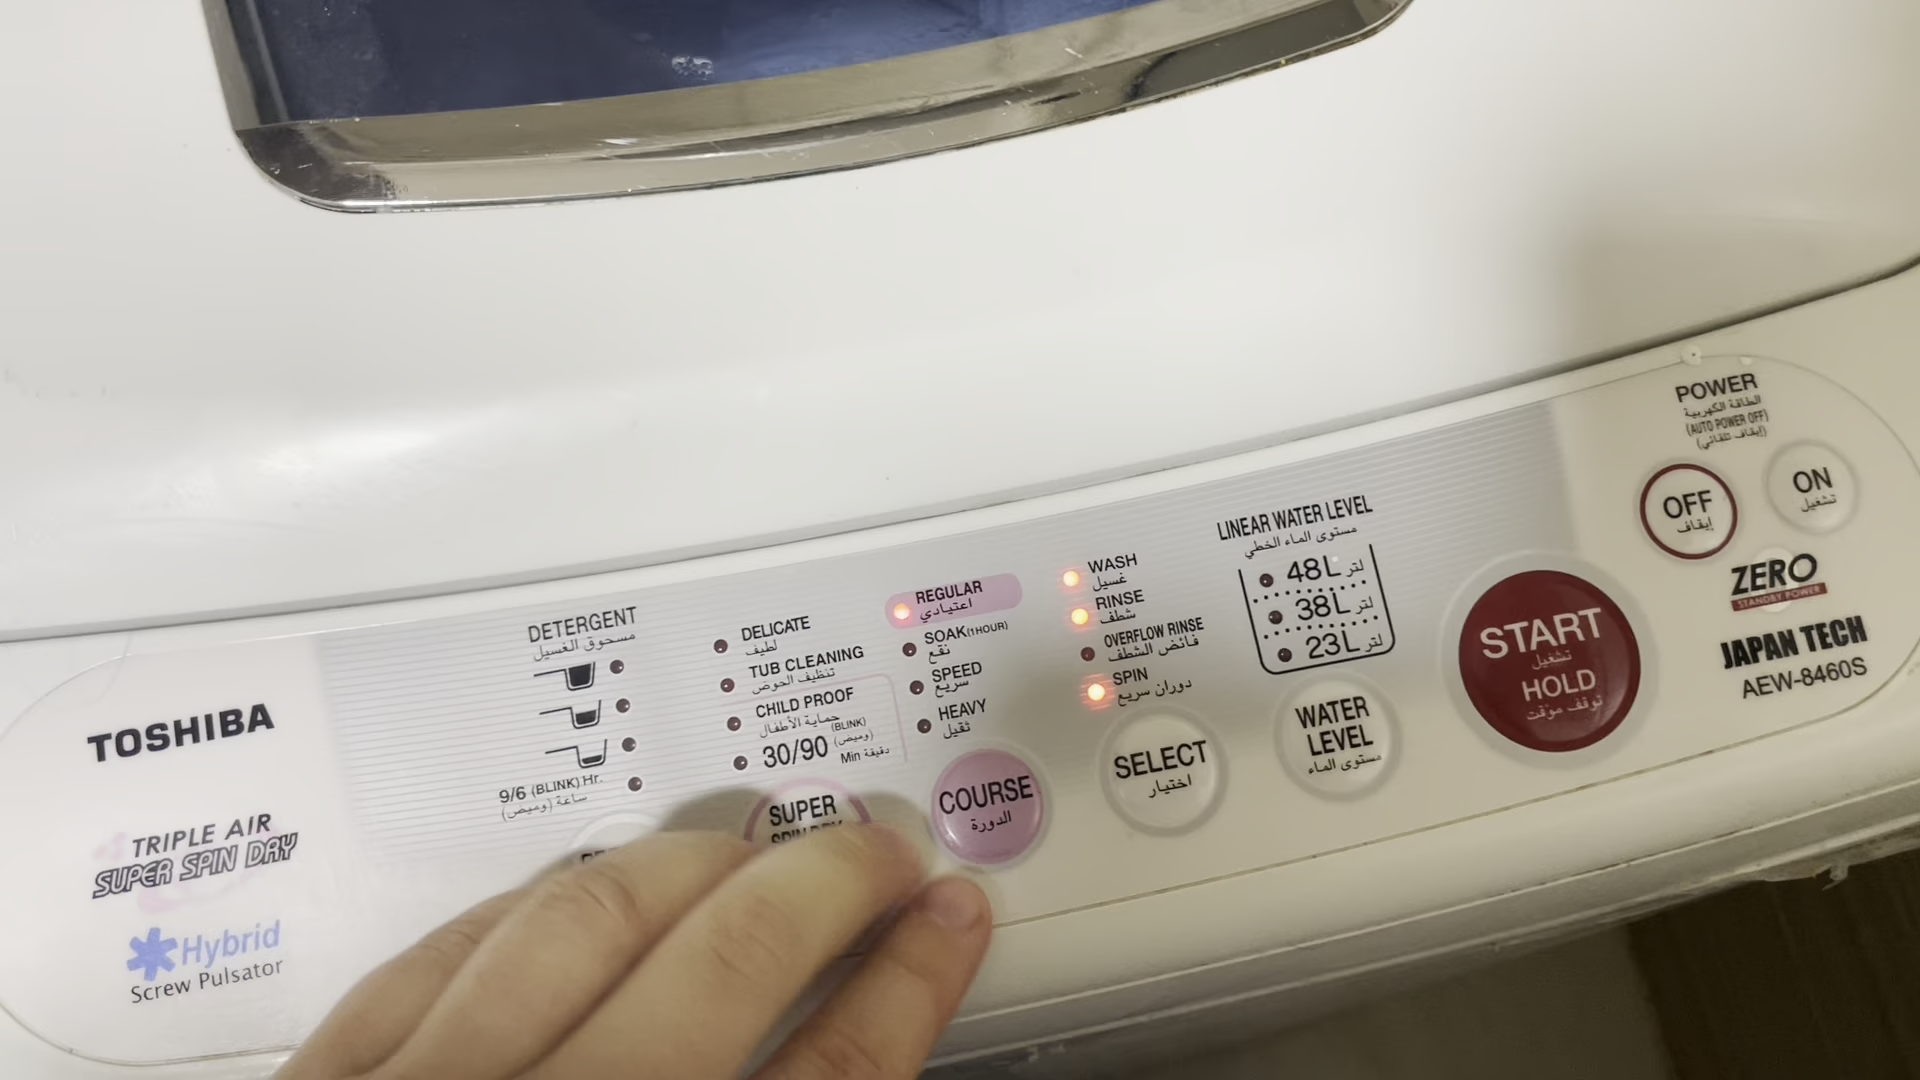 POWER
الطاقة الكهربية
(AUTO POWER OFF)
(إيقاف تلقائي)
OFF
إيقاف
ON
تشغيل
ZERO
STANDBY POWER
JAPAN TECH
AEW-8460S
START
تشغيل
HOLD
توقف موقت
LINEAR WATER LEVEL
مستوى الماء الخطي
48L لتر
38L لتر
23L لتر
WATER
LEVEL
مستوى الماء
WASH
غسيل
RINSE
شطف
OVERFLOW RINSE
فائض الشطف
SPIN
دوران سريع
SELECT
اختيار
REGULAR
اعتيادي
SOAK(1HOUR)
نقع
SPEED
سريع
HEAVY
ثقيل
COURSE
الدورة
DELICATE
لطيف
TUB CLEANING
تنظيف الحوض
CHILD PROOF
حماية الأطفال
30/90 (BLINK) (وميض) Min دقيقة
SUPER
SPIN DRY
DETERGENT
مسحوق الغسيل
9/6 (BLINK) Hr.
ساعة (وميض)
TOSHIBA
TRIPLE AIR
SUPER SPIN DRY
Hybrid
Screw Pulsator